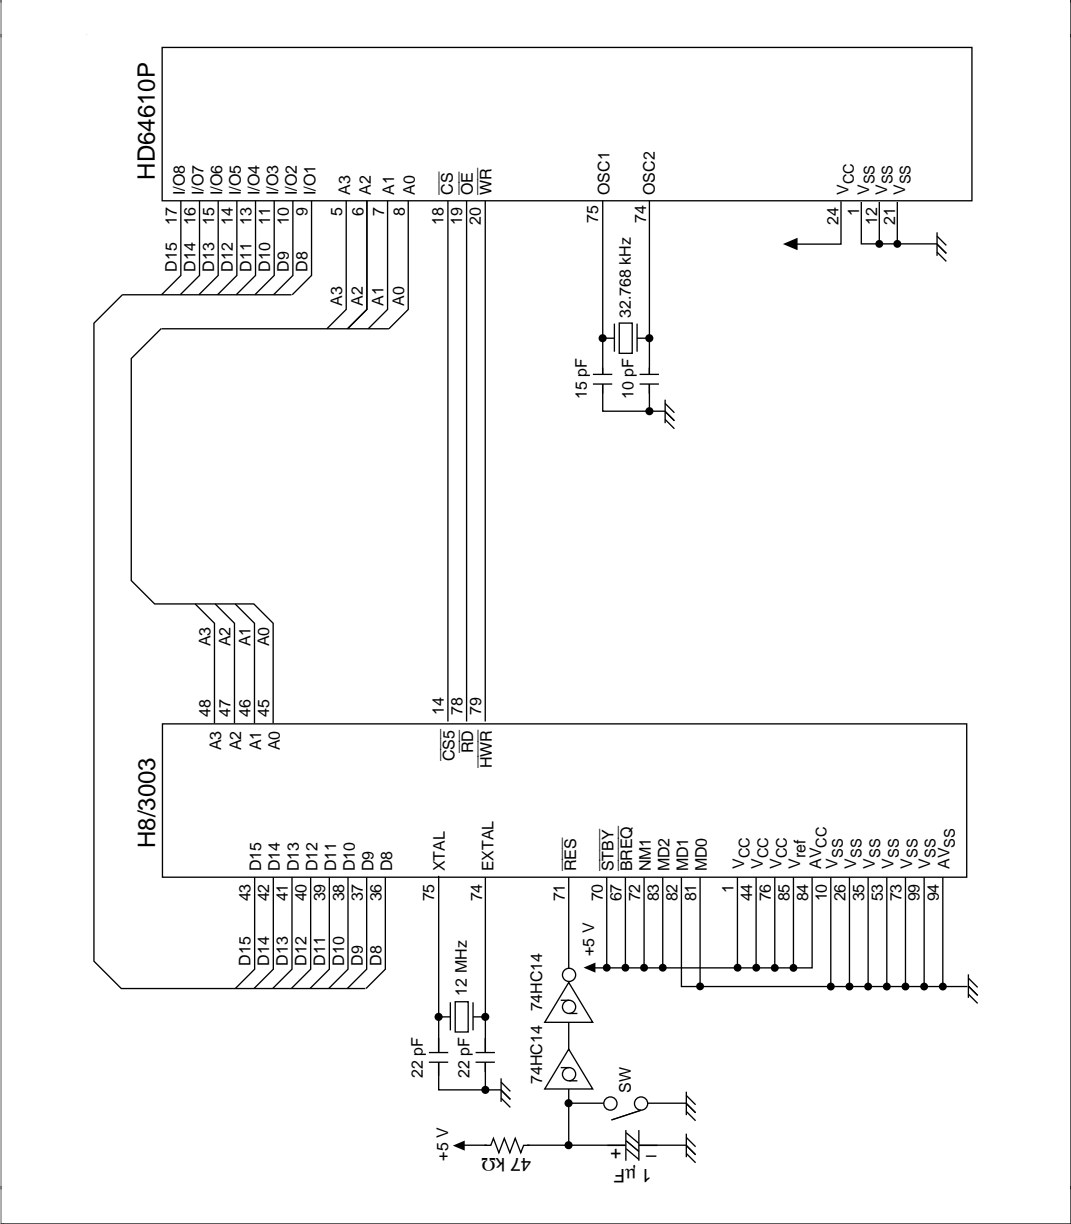 HD64610P
I/O8
I/O7
I/O6
I/O5
I/O4
I/O3
I/O2
I/O1
A3
A2
A1
A0
CS
OE
WR
OSC1
OSC2
VCC
VSS
VSS
VSS
17
16
15
14
13
11
10
9
5
6
7
8
18
19
20
75
74
24
1
12
21
D15
D14
D13
D12
D11
D10
D9
D8
A3
A2
A1
A0
32.768 kHz
15 pF
10 pF
A3
A2
A1
A0
48
47
46
45
14
78
79
H8/3003
A3
A2
A1
A0
CS5
RD
HWR
D15
D14
D13
D12
D11
D10
D9
D8
XTAL
EXTAL
RES
STBY
BREQ
NM1
MD2
MD1
MD0
VCC
VCC
VCC
Vref
AVCC
VSS
VSS
VSS
VSS
VSS
VSS
AVSS
43
42
41
40
39
38
37
36
75
74
71
70
67
72
83
82
81
1
44
76
85
84
10
26
35
53
73
99
94
D15
D14
D13
D12
D11
D10
D9
D8
12 MHz
22 pF
22 pF
74HC14
74HC14
+5 V
SW
+5 V
47 kΩ
+
−
1 µF